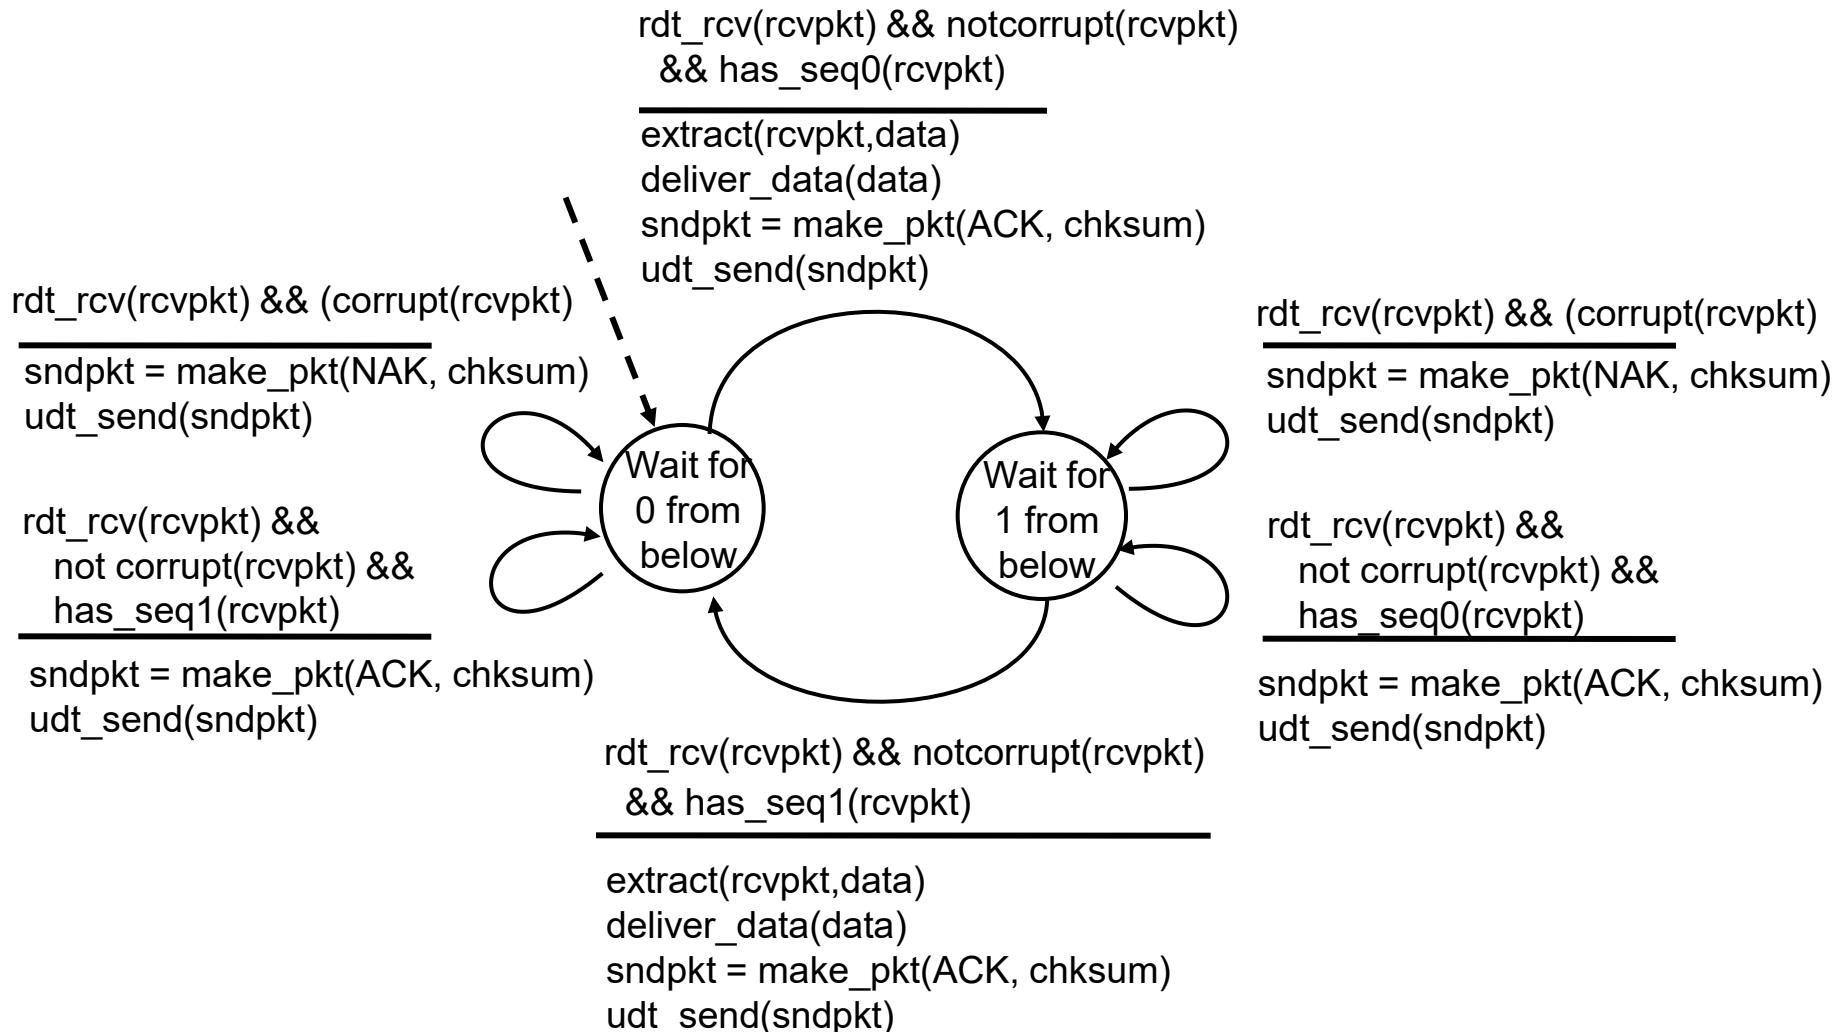 rdt_rcv(rcvpkt) && notcorrupt(rcvpkt)
&& has_seq0(rcvpkt)
extract(rcvpkt,data)
deliver_data(data)
sndpkt = make_pkt(ACK, chksum)
udt_send(sndpkt)
rdt_rcv(rcvpkt) && (corrupt(rcvpkt)
sndpkt = make_pkt(NAK, chksum)
udt_send(sndpkt)
rdt_rcv(rcvpkt) &&
not corrupt(rcvpkt) &&
has_seq1(rcvpkt)
sndpkt = make_pkt(ACK, chksum)
udt_send(sndpkt)
Wait for
0 from
below
Wait for
1 from
below
rdt_rcv(rcvpkt) && (corrupt(rcvpkt)
sndpkt = make_pkt(NAK, chksum)
udt_send(sndpkt)
rdt_rcv(rcvpkt) &&
not corrupt(rcvpkt) &&
has_seq0(rcvpkt)
sndpkt = make_pkt(ACK, chksum)
udt_send(sndpkt)
rdt_rcv(rcvpkt) && notcorrupt(rcvpkt)
&& has_seq1(rcvpkt)
extract(rcvpkt,data)
deliver_data(data)
sndpkt = make_pkt(ACK, chksum)
udt_send(sndpkt)